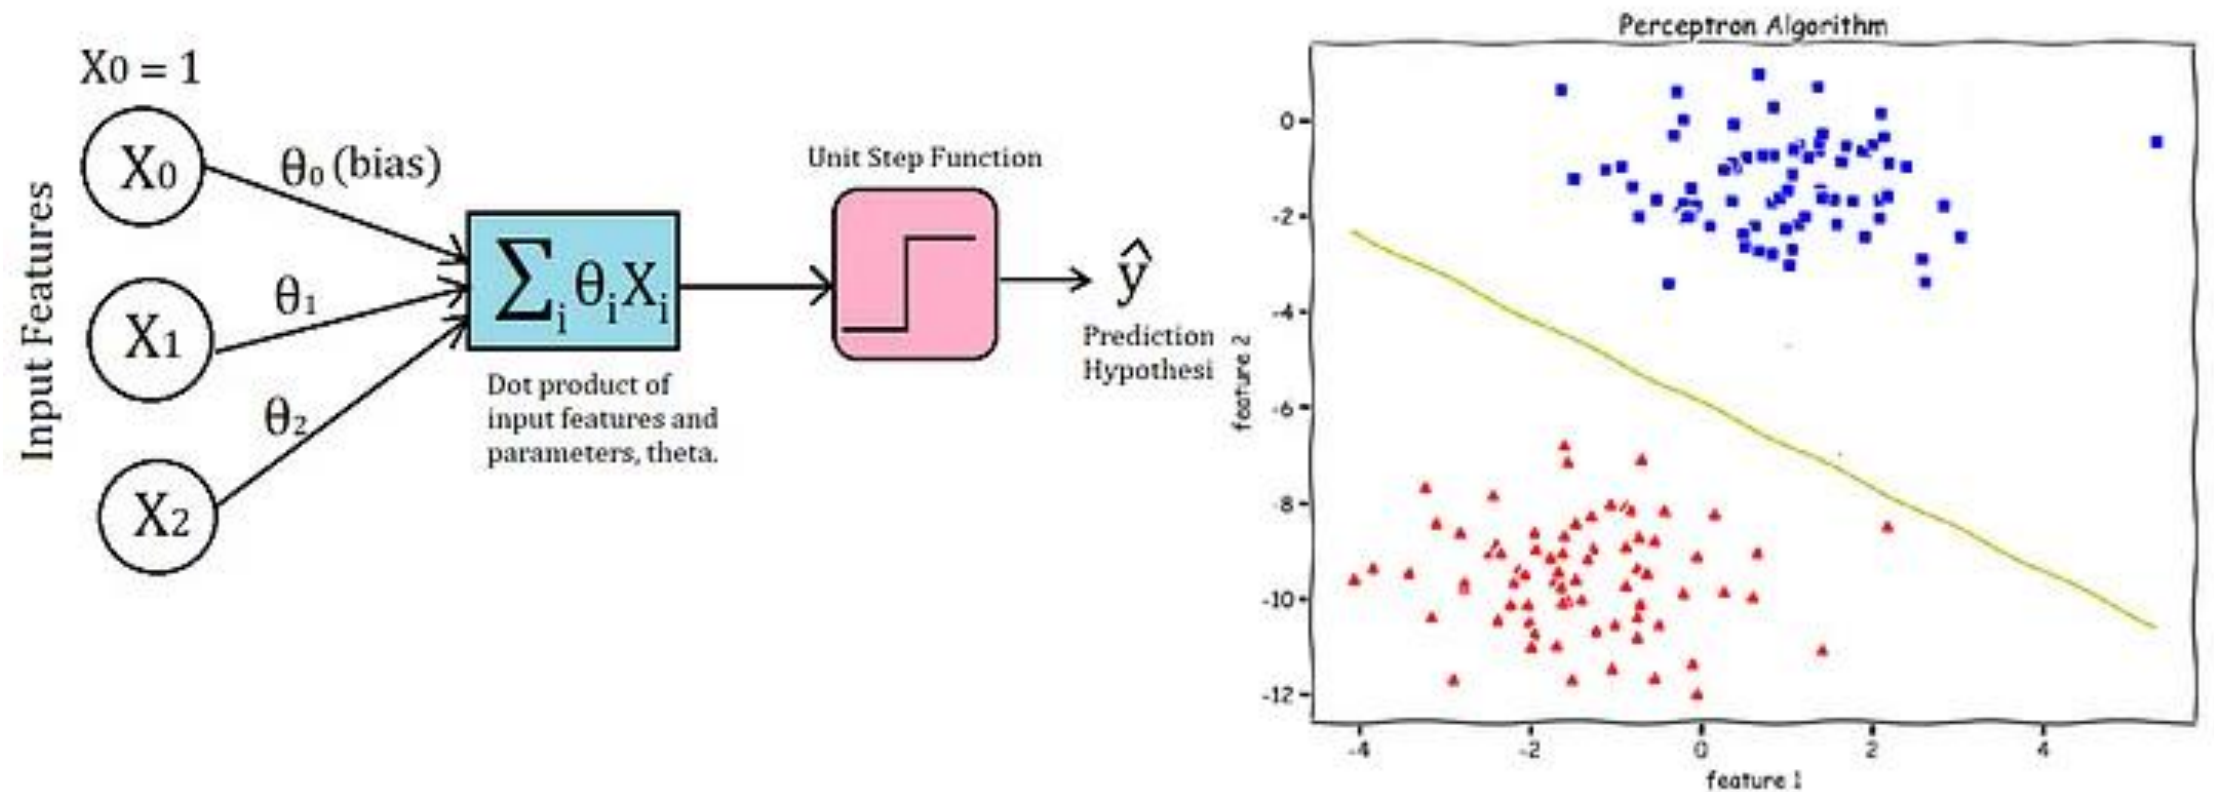 X0 = 1
X0
θ0 (bias)
Input Features
X1
θ1
X2
θ2
∑i θiXi
Dot product of
input features and
parameters, theta.
Unit Step Function
ŷ
Prediction
Hypothesi
Perceptron Algorithm
feature 2
0
-2
-4
-6
-8
-10
-12
-4
-2
0
2
4
feature 1